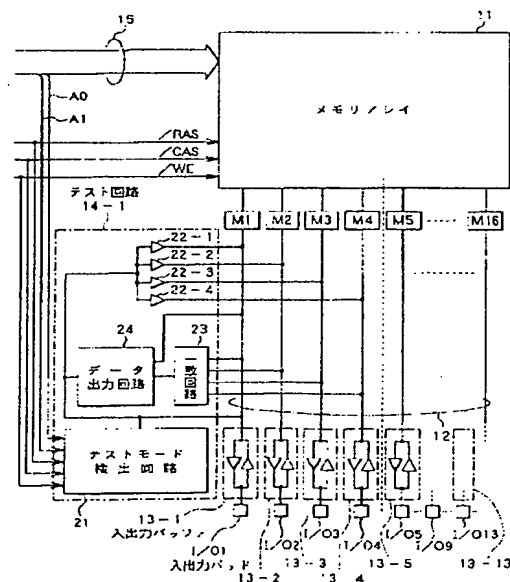 15
11
A0
A1
メモリアレイ
RAS
CAS
WE
テスト回路
14-1
M1
M2
M3
M4
M5
M16
22-1
22-2
22-3
22-4
24
23
データ
出力回路
一致回路
12
テストモード
検出回路
21
13-1
入出力バッファ
I/O1
I/O2
I/O3
I/O4
I/O5
I/O9
I/O13
入出力パッド
13-2
13-3
13-4
13-5
13-13